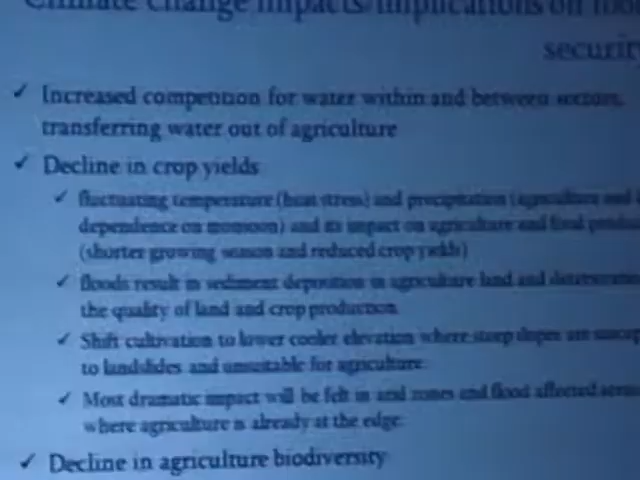 Climate change impacts/implications on food
security
✓ Increased competition for water within and between sectors,
transferring water out of agriculture
✓ Decline in crop yields
✓ fluctuating temperature (heat stress) and precipitation (agriculture and
dependence on monsoon) and its impact on agriculture and food
(shorter growing season and reduced crop yields)
✓ floods result in sediment deposition in agriculture land and
the quality of land and crop production
✓ Shift cultivation to lower cooler elevation where steep slopes are
to landslides and unsuitable for agriculture
✓ Most dramatic impact will be felt in arid zones and flood affected
where agriculture is already at the edge
✓ Decline in agriculture biodiversity